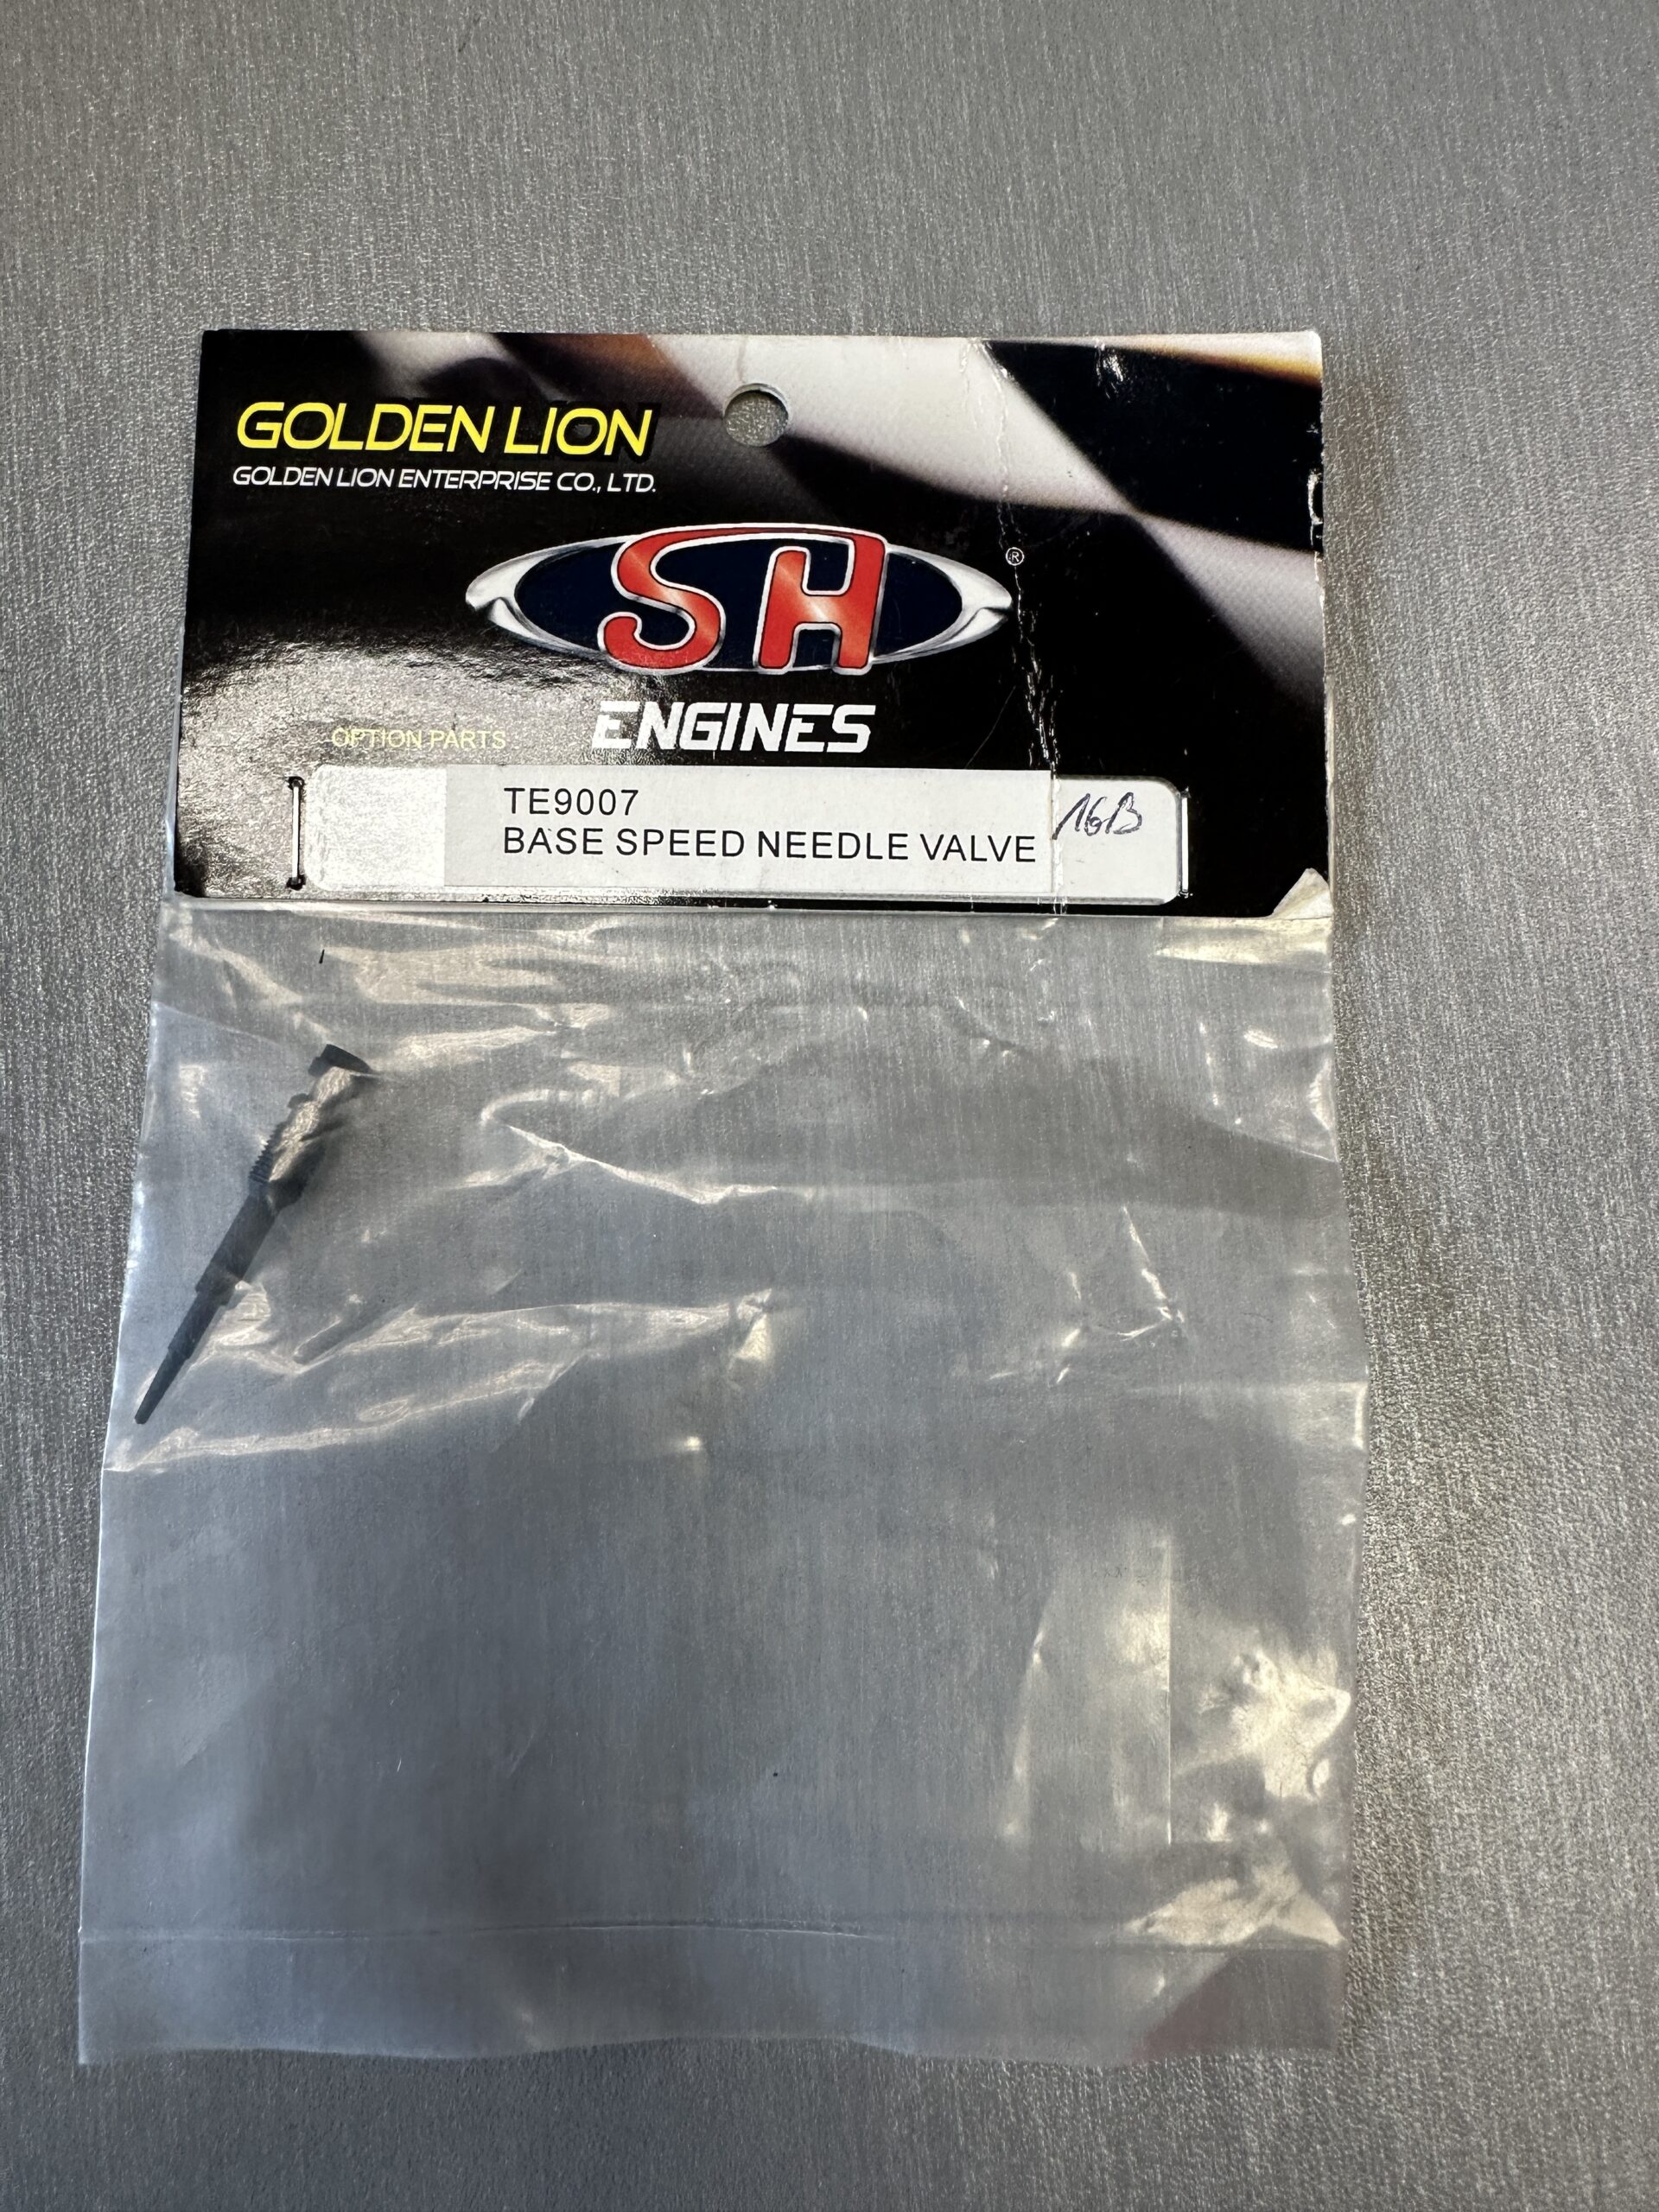 GOLDEN LION
GOLDEN LION ENTERPRISE CO., LTD.
SH®
ENGINES
OPTION PARTS
TE9007
BASE SPEED NEEDLE VALVE
16B